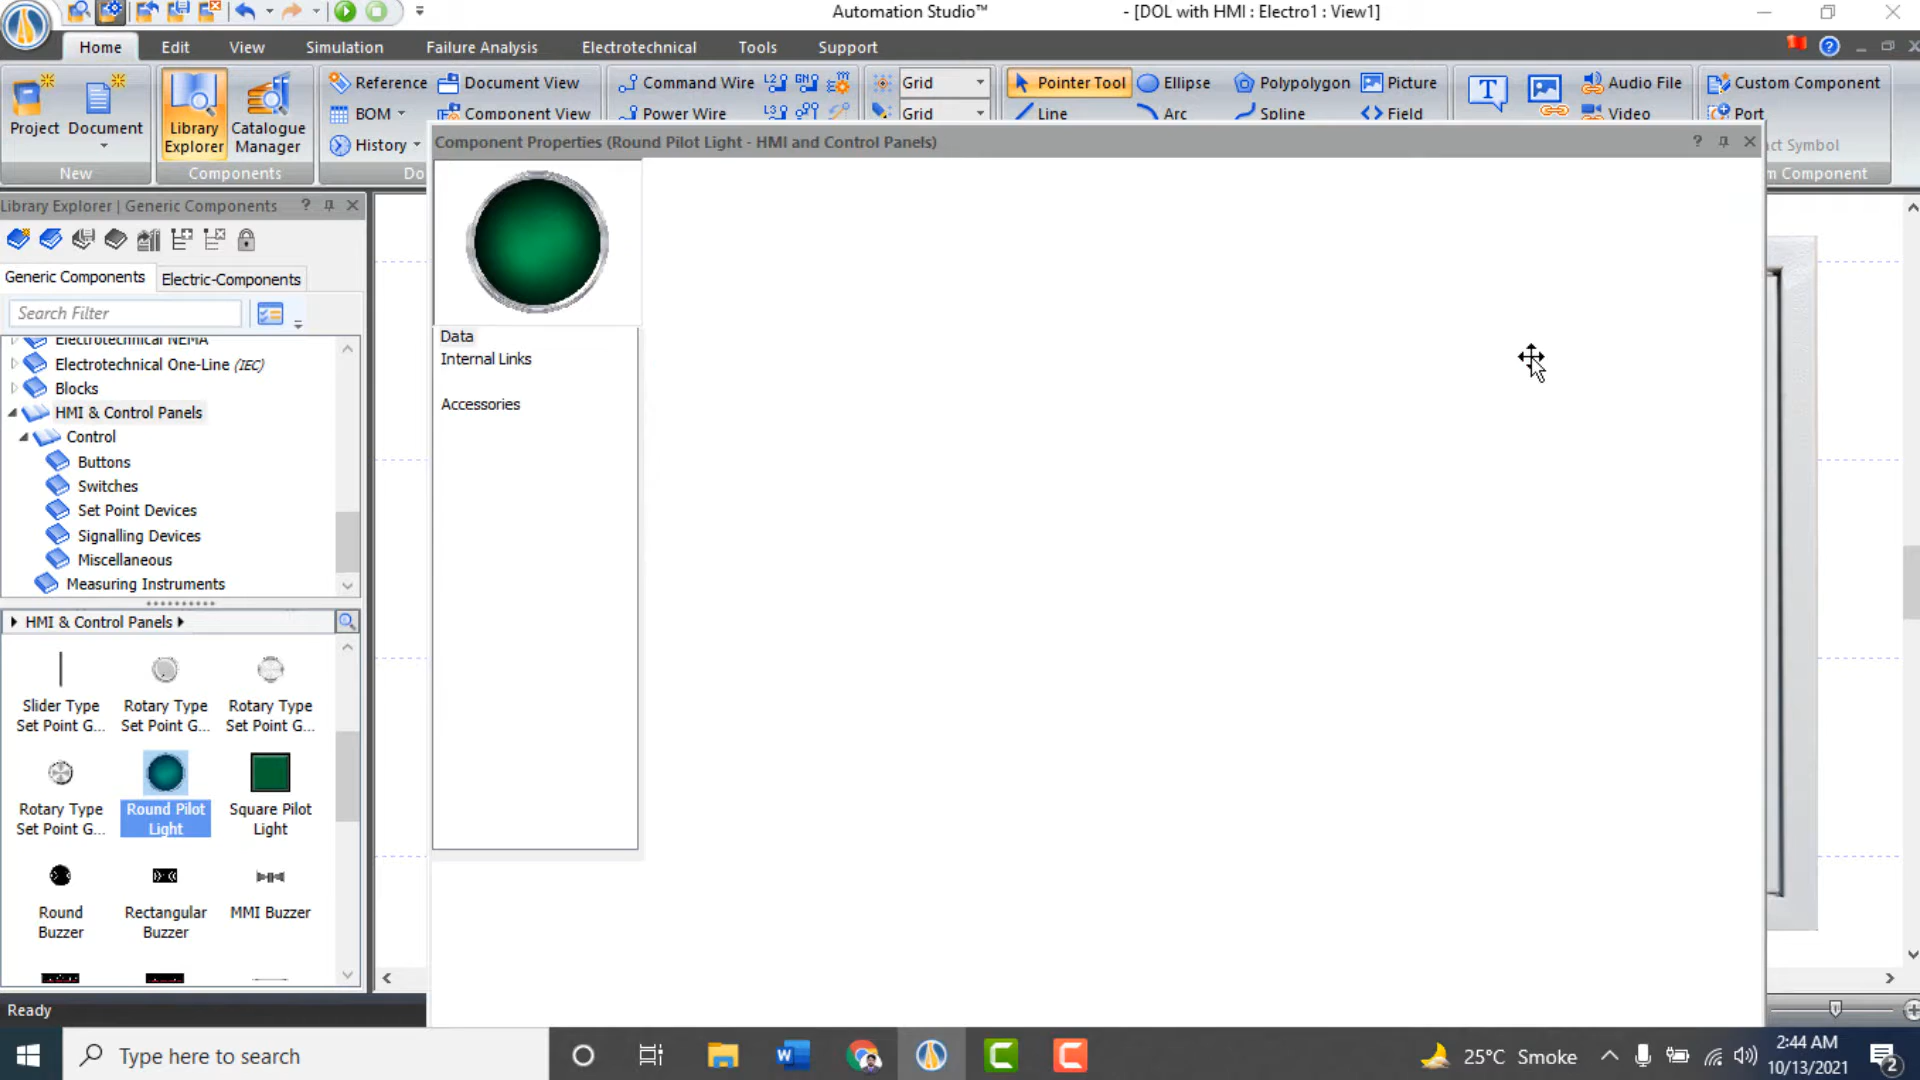 Automation Studio™ - [DOL with HMI : Electro1 : View1]
Home Edit View Simulation Failure Analysis Electrotechnical Tools Support
Reference Document View Command Wire Grid Pointer Tool Ellipse Polypolygon Picture Audio File Custom Component
Project Document Library Explorer Catalogue Manager BOM Component View Power Wire Grid Line Arc Spline Field Video Port
History
New Components
Component Properties (Round Pilot Light - HMI and Control Panels)
Library Explorer | Generic Components
Generic Components Electric-Components
Search Filter
Data
Internal Links
Accessories
Electrotechnical NEMA
Electrotechnical One-Line (IEC)
Blocks
HMI & Control Panels
Control
Buttons
Switches
Set Point Devices
Signalling Devices
Miscellaneous
Measuring Instruments
HMI & Control Panels
Slider Type Set Point G...
Rotary Type Set Point G...
Rotary Type Set Point G...
Rotary Type Set Point G...
Round Pilot Light
Square Pilot Light
Round Buzzer
Rectangular Buzzer
MMI Buzzer
Ready
Type here to search
25°C Smoke
2:44 AM
10/13/2021
2